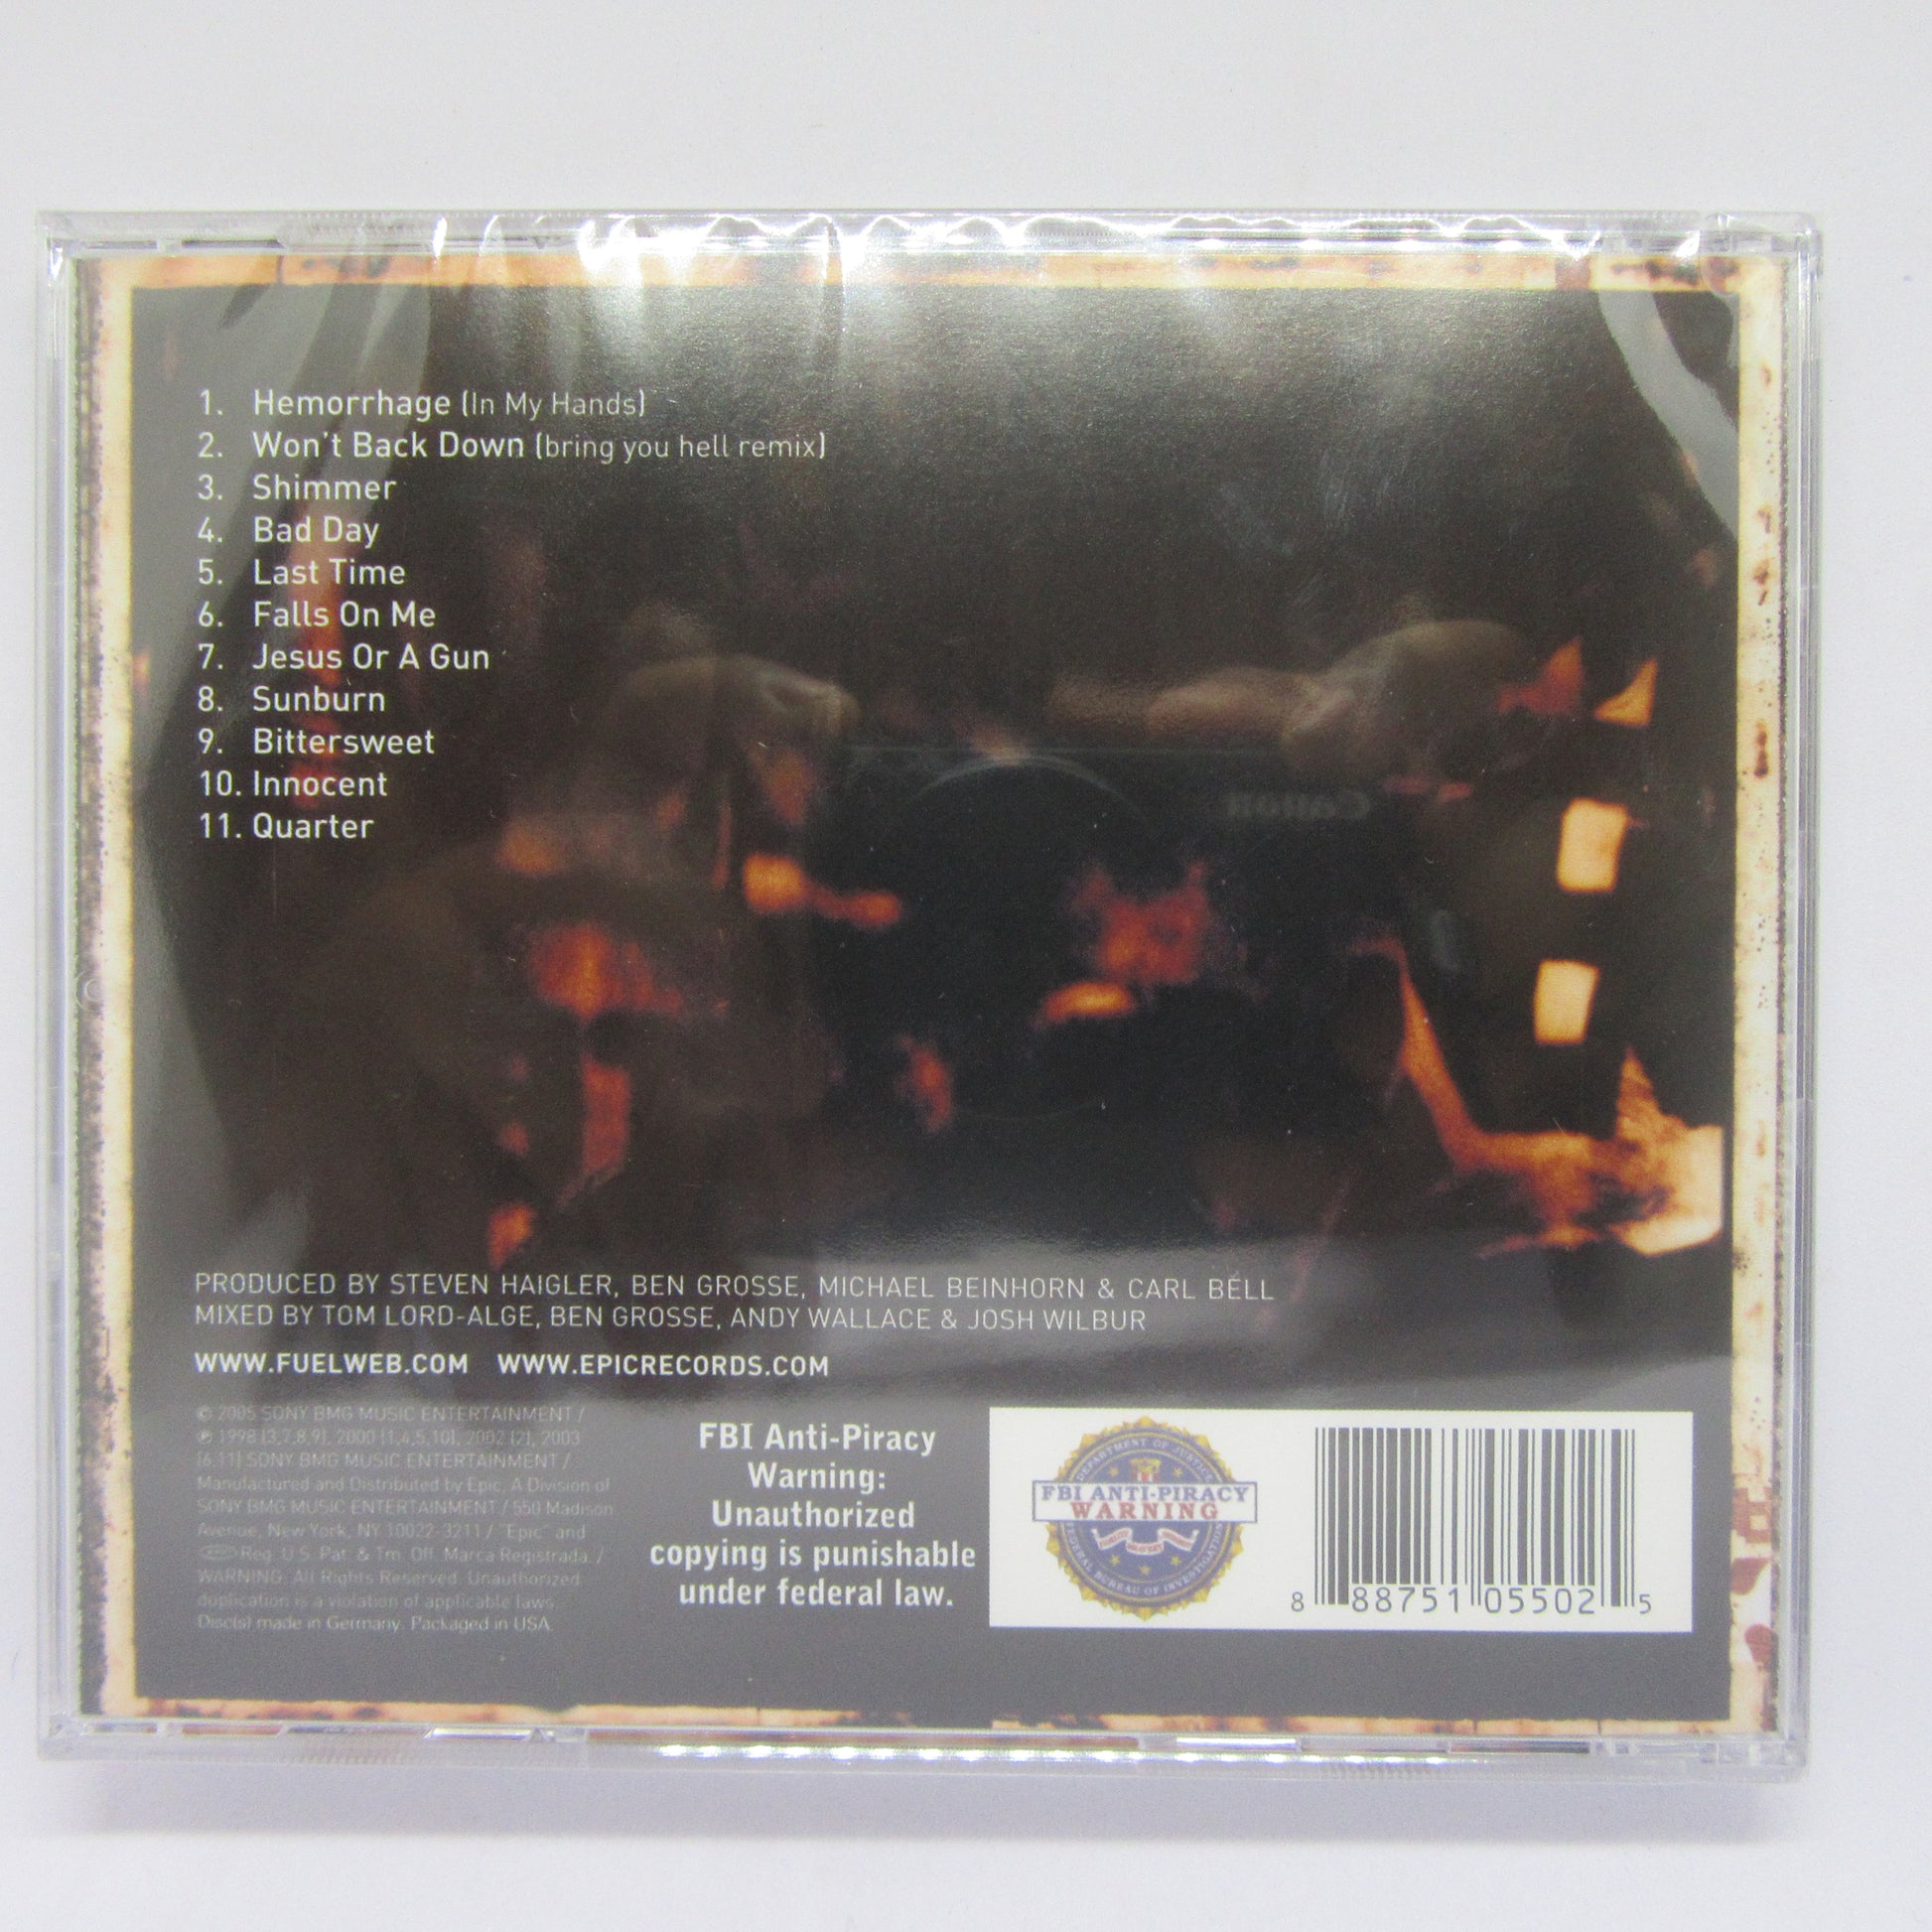 1. Hemorrhage (In My Hands)
2. Won't Back Down (bring you hell remix)
3. Shimmer
4. Bad Day
5. Last Time
6. Falls On Me
7. Jesus Or A Gun
8. Sunburn
9. Bittersweet
10. Innocent
11. Quarter
Canon
PRODUCED BY STEVEN HAIGLER, BEN GROSSE, MICHAEL BEINHORN & CARL BELL
MIXED BY TOM LORD-ALGE, BEN GROSSE, ANDY WALLACE & JOSH WILBUR
WWW.FUELWEB.COM WWW.EPICRECORDS.COM
© 2005 SONY BMG MUSIC ENTERTAINMENT /
℗ 1998 (3,7,8,9), 2000 (1,4,5,10), 2002 (2), 2003
(6,11) SONY BMG MUSIC ENTERTAINMENT /
Manufactured and Distributed by Epic, A Division of
SONY BMG MUSIC ENTERTAINMENT / 550 Madison
Avenue, New York, NY 10022-3211 / "Epic" and
Reg. U.S. Pat. & Tm. Off. Marca Registrada. /
WARNING: All Rights Reserved. Unauthorized
duplication is a violation of applicable laws.
Disc(s) made in Germany. Packaged in USA.
FBI Anti-Piracy
Warning:
Unauthorized
copying is punishable
under federal law.
DEPARTMENT OF JUSTICE
FBI ANTI-PIRACY
WARNING
FEDERAL BUREAU OF INVESTIGATION
8 88751 05502 5